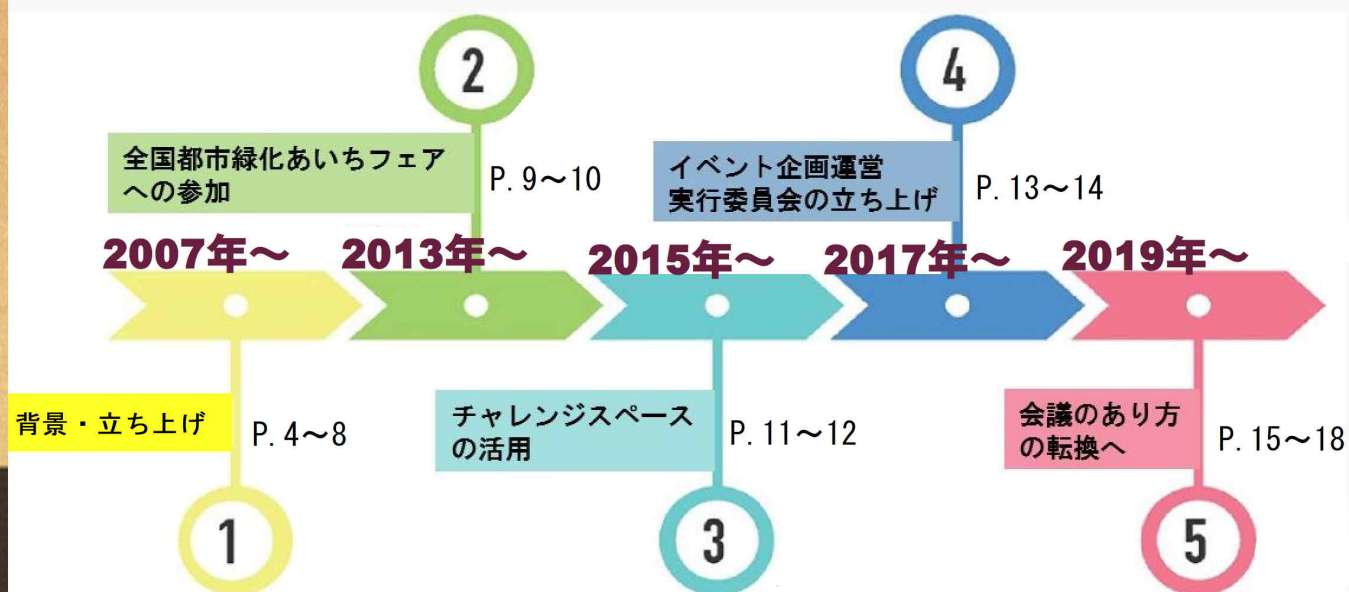 2
4
全国都市緑化あいちフェア
への参加
P. 9～10
イベント企画運営
実行委員会の立ち上げ
P. 13～14
2007年～
2013年～
2015年～
2017年～
2019年～
背景・立ち上げ
P. 4～8
チャレンジスペース
の活用
P. 11～12
会議のあり方
の転換へ
P. 15～18
1
3
5